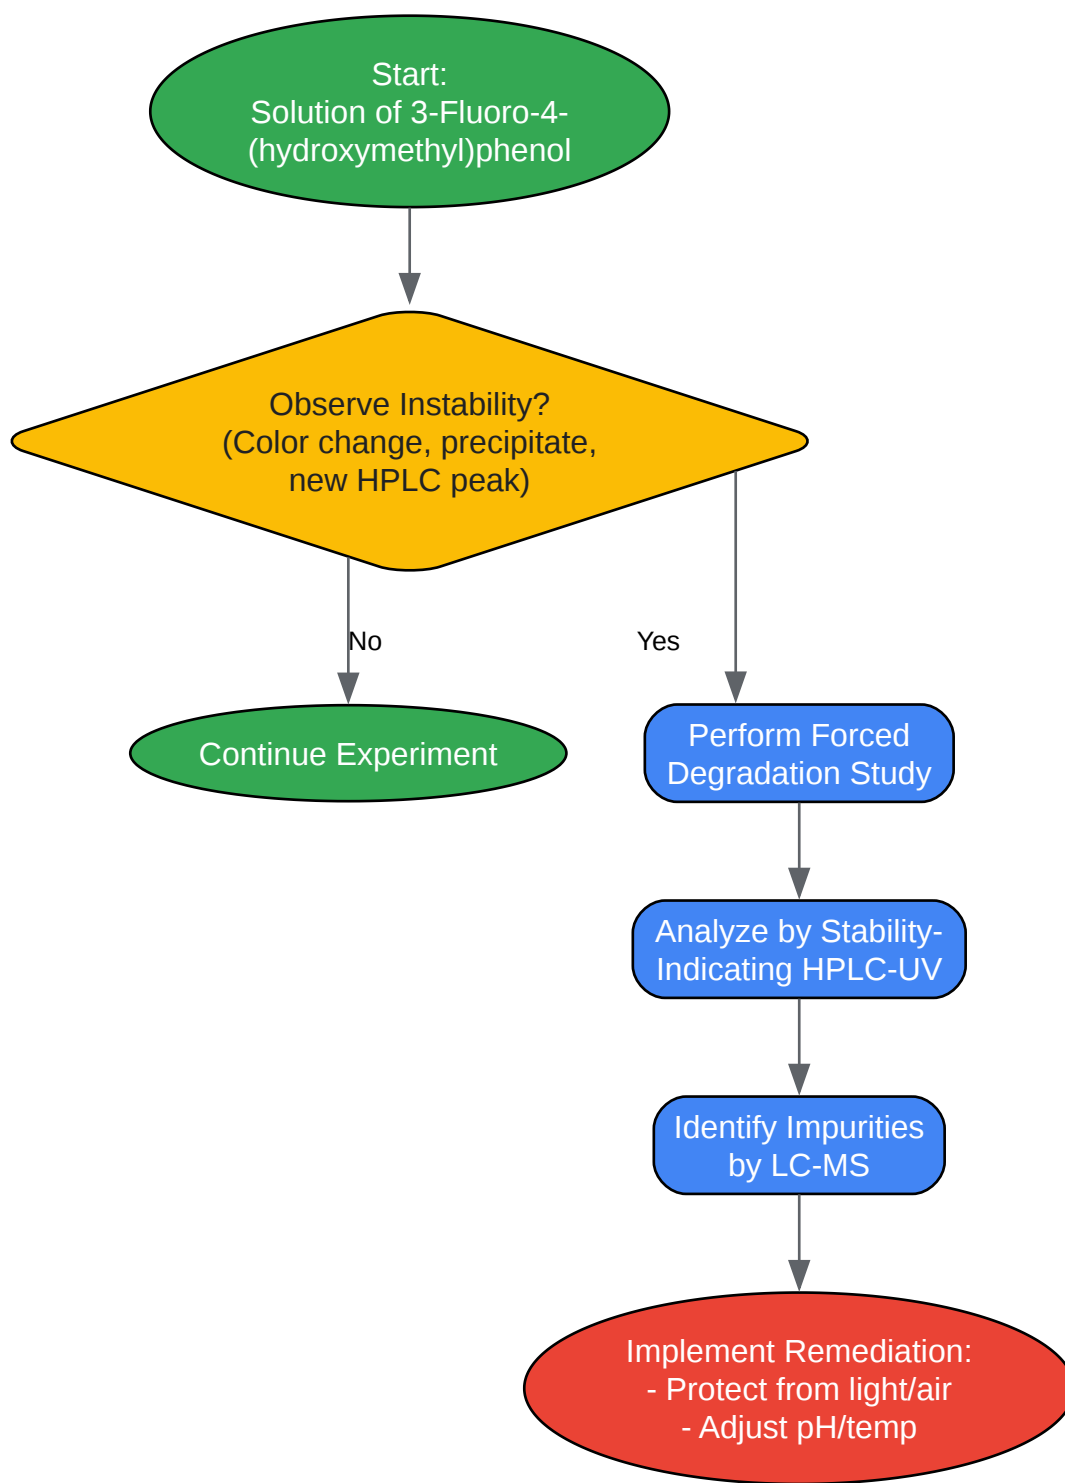 Start:
Solution of 3-Fluoro-4-
(hydroxymethyl)phenol
Observe Instability?
(Color change, precipitate,
new HPLC peak)
No
Yes
Continue Experiment
Perform Forced
Degradation Study
Analyze by Stability-
Indicating HPLC-UV
Identify Impurities
by LC-MS
Implement Remediation:
- Protect from light/air
- Adjust pH/temp